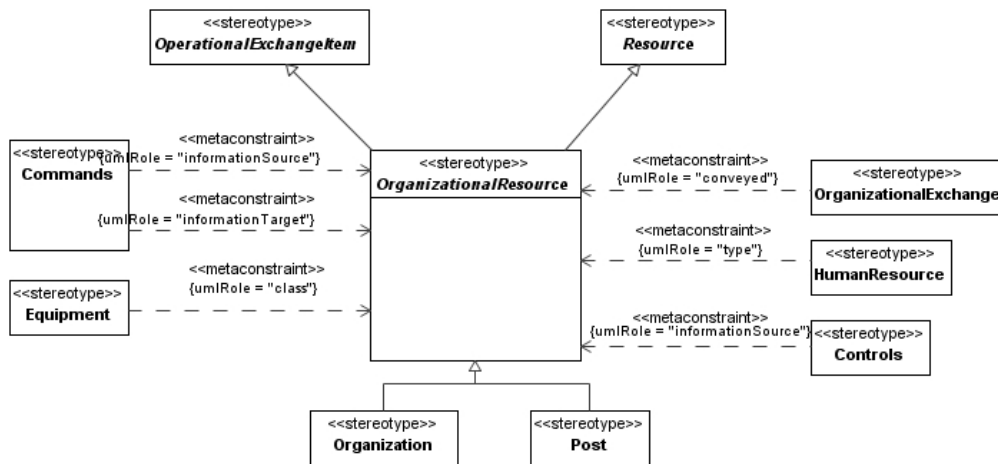 <<stereotype>>
OperationalExchangeItem
<<stereotype>>
Resource
<<stereotype>>
Commands
<<metaconstraint>>
{umlRole = "informationSource"}
<<metaconstraint>>
{umlRole = "informationTarget"}
<<stereotype>>
Equipment
<<metaconstraint>>
{umlRole = "class"}
<<stereotype>>
OrganizationalResource
<<metaconstraint>>
{umlRole = "conveyed"}
<<stereotype>>
OrganizationalExchange
<<metaconstraint>>
{umlRole = "type"}
<<stereotype>>
HumanResource
<<metaconstraint>>
{umlRole = "informationSource"}
<<stereotype>>
Controls
<<stereotype>>
Organization
<<stereotype>>
Post